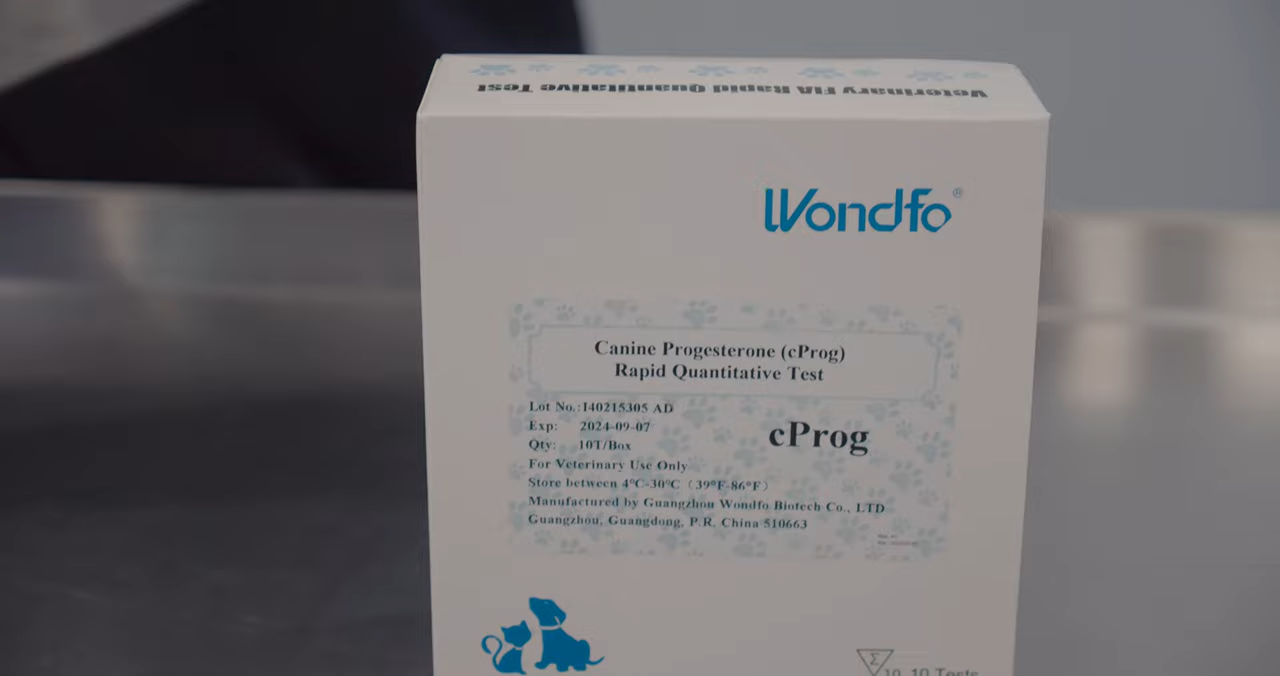 Veterinary FIA Rapid Quantitative Test
Wondfo®
Canine Progesterone (cProg)
Rapid Quantitative Test
Lot No.:I40215305 AD
Exp: 2024-09-07
cProg
Qty: 10T/Box
For Veterinary Use Only
Store between 4°C-30°C (39°F-86°F)
Manufactured by Guangzhou Wondfo Biotech Co., LTD
Guangzhou, Guangdong, P.R. China 510663
Σ
10 10 Tests